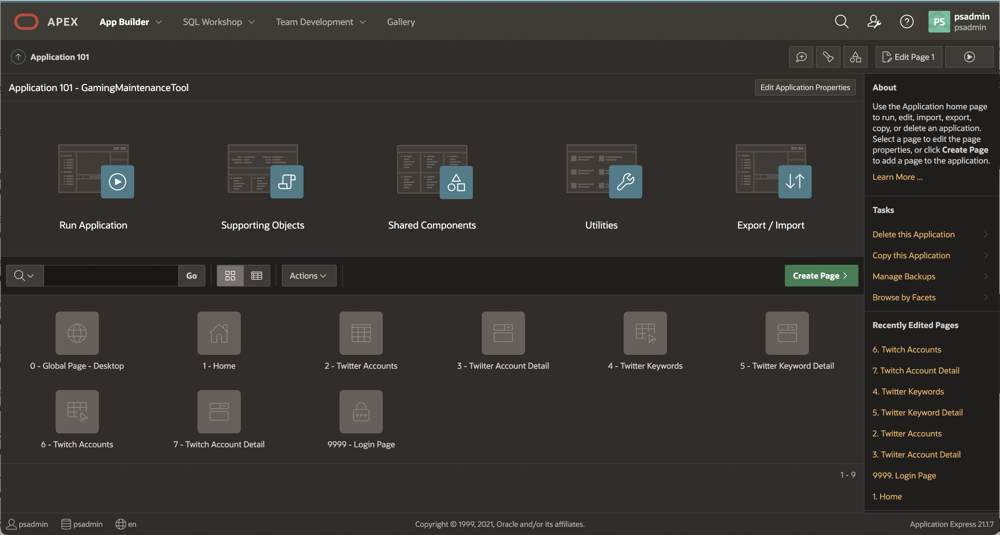 APEX
App Builder
SQL Workshop
Team Development
Gallery
PS
psadmin
psadmin
Application 101
Edit Page 1
Application 101 - GamingMaintenanceTool
Edit Application Properties
Run Application
Supporting Objects
Shared Components
Utilities
Export / Import
Go
Actions
Create Page
0 - Global Page - Desktop
1 - Home
2 - Twitter Accounts
3 - Twiiter Account Detail
4 - Twitter Keywords
5 - Twitter Keyword Detail
6 - Twitch Accounts
7 - Twitch Account Detail
9999 - Login Page
1 - 9
About
Use the Application home page
to run, edit, import, export,
copy, or delete an application.
Select a page to edit the page
properties, or click Create Page
to add a page to the application.
Learn More ...
Tasks
Delete this Application
Copy this Application
Manage Backups
Browse by Facets
Recently Edited Pages
6. Twitch Accounts
7. Twitch Account Detail
4. Twitter Keywords
5. Twitter Keyword Detail
2. Twitter Accounts
3. Twiiter Account Detail
9999. Login Page
1. Home
psadmin
psadmin
en
Copyright © 1999, 2021, Oracle and/or its affiliates.
Application Express 21.1.7